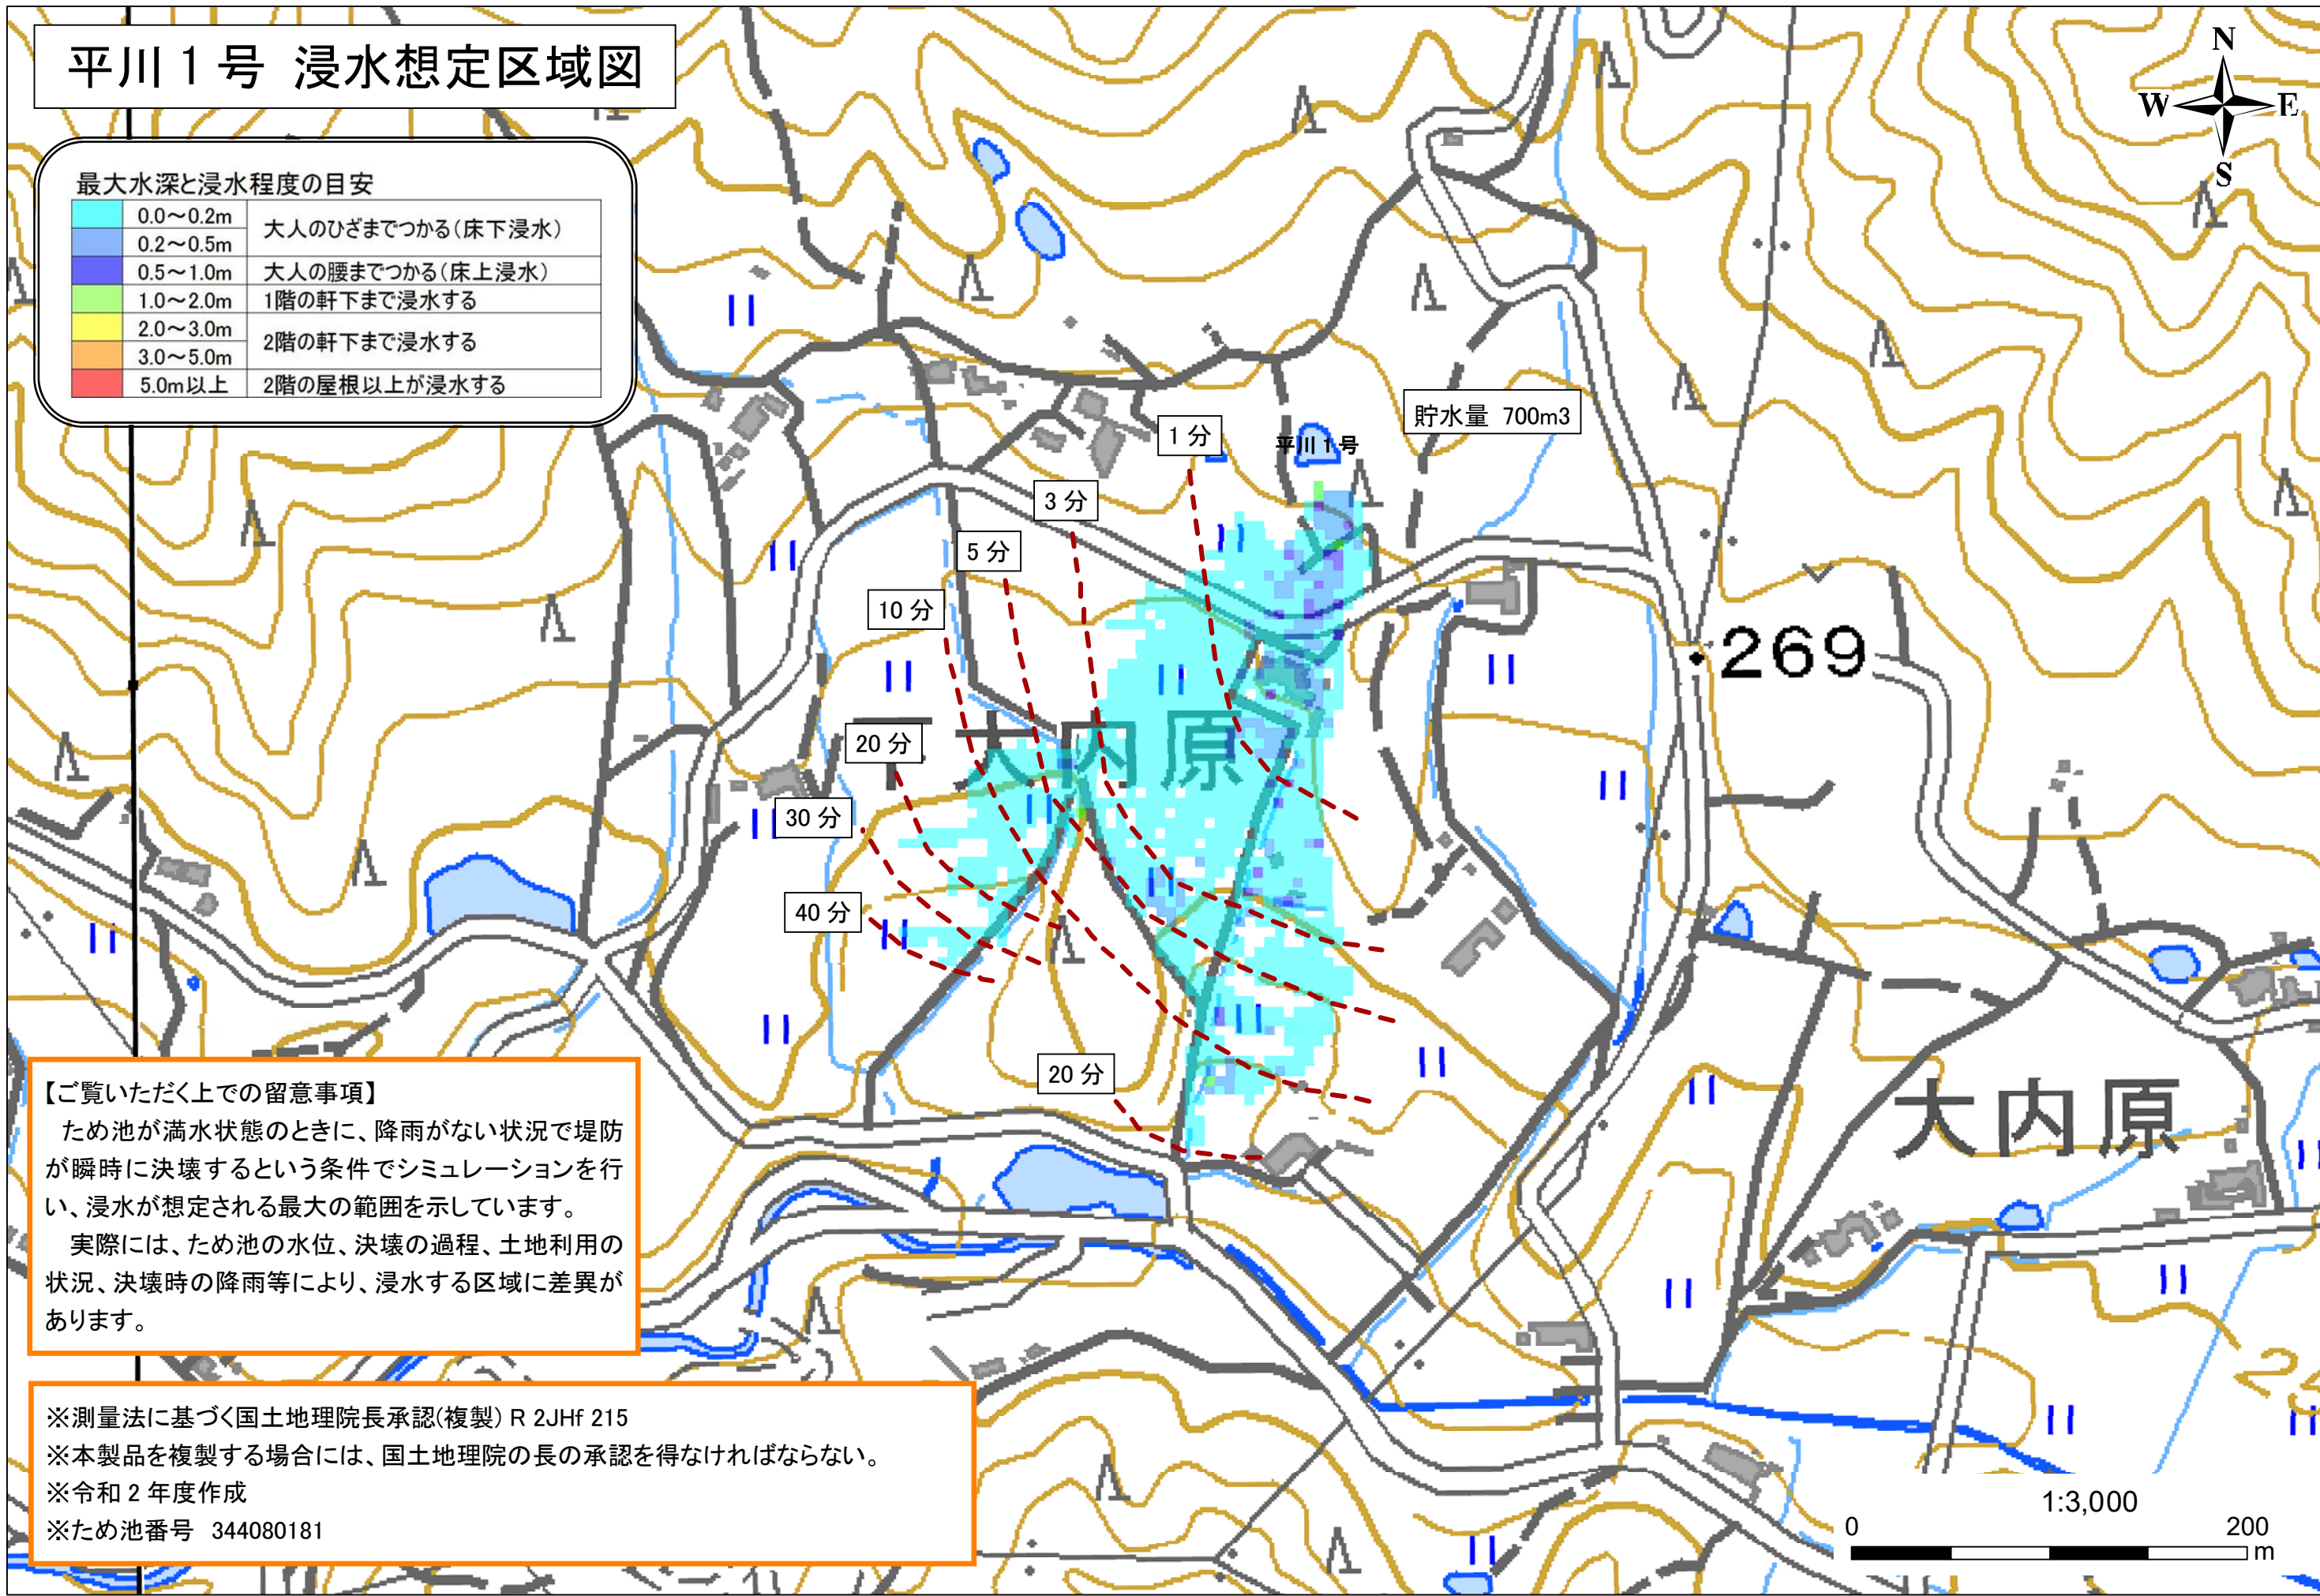 平川１号 浸水想定区域図
N
W E
S
最大水深と浸水程度の目安
0.0～0.2m
大人のひざまでつかる(床下浸水)
0.2～0.5m
0.5～1.0m 大人の腰までつかる(床上浸水)
1.0～2.0m 1階の軒下まで浸水する
2.0～3.0m
2階の軒下まで浸水する
3.0～5.0m
5.0m以上 2階の屋根以上が浸水する
貯水量 700m3
1 分
平川１号
3 分
5 分
10 分
269
20 分
下大内原
30 分
40 分
20 分
大内原
【ご覧いただく上での留意事項】
ため池が満水状態のときに、降雨がない状況で堤防
が瞬時に決壊するという条件でシミュレーションを行
い、浸水が想定される最大の範囲を示しています。
実際には、ため池の水位、決壊の過程、土地利用の
状況、決壊時の降雨等により、浸水する区域に差異が
あります。
※測量法に基づく国土地理院長承認(複製) R 2JHf 215
※本製品を複製する場合には、国土地理院の長の承認を得なければならない。
※令和 2 年度作成
※ため池番号 344080181
1:3,000
0 200
m